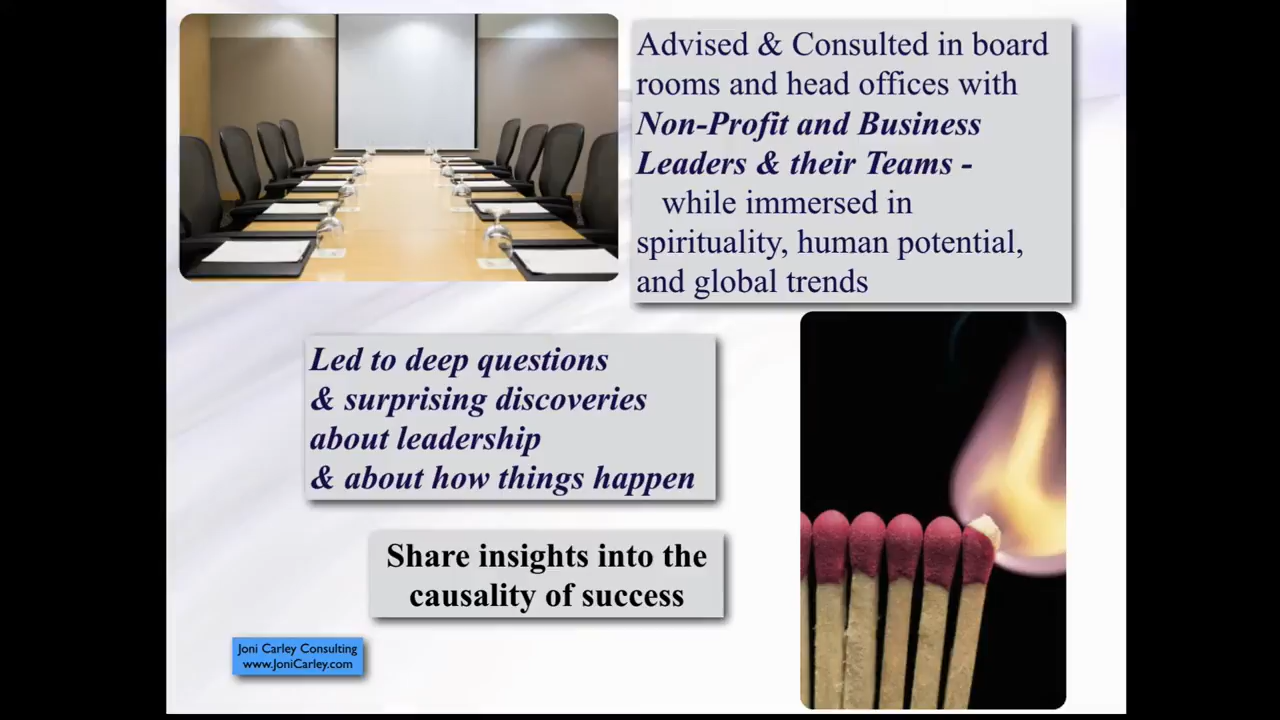 Advised & Consulted in board
rooms and head offices with
Non-Profit and Business
Leaders & their Teams -
while immersed in
spirituality, human potential,
and global trends
Led to deep questions
& surprising discoveries
about leadership
& about how things happen
Share insights into the
causality of success
Joni Carley Consulting
www.JoniCarley.com